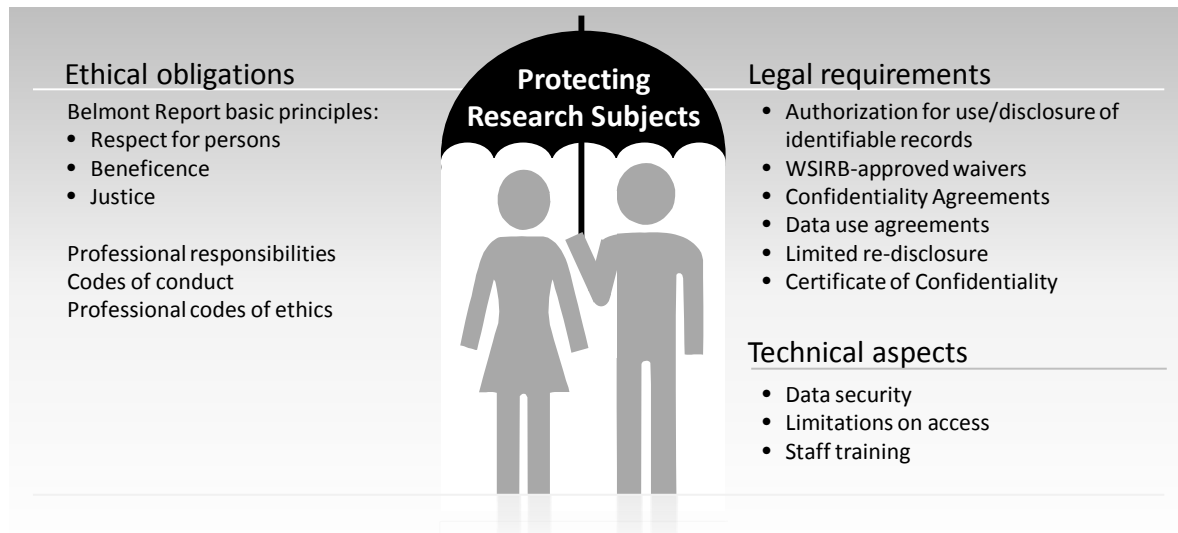 Ethical obligations
Belmont Report basic principles:
• Respect for persons
• Beneficence
• Justice
Professional responsibilities
Codes of conduct
Professional codes of ethics
Protecting
Research Subjects
Legal requirements
• Authorization for use/disclosure of
identifiable records
• WSIRB-approved waivers
• Confidentiality Agreements
• Data use agreements
• Limited re-disclosure
• Certificate of Confidentiality
Technical aspects
• Data security
• Limitations on access
• Staff training